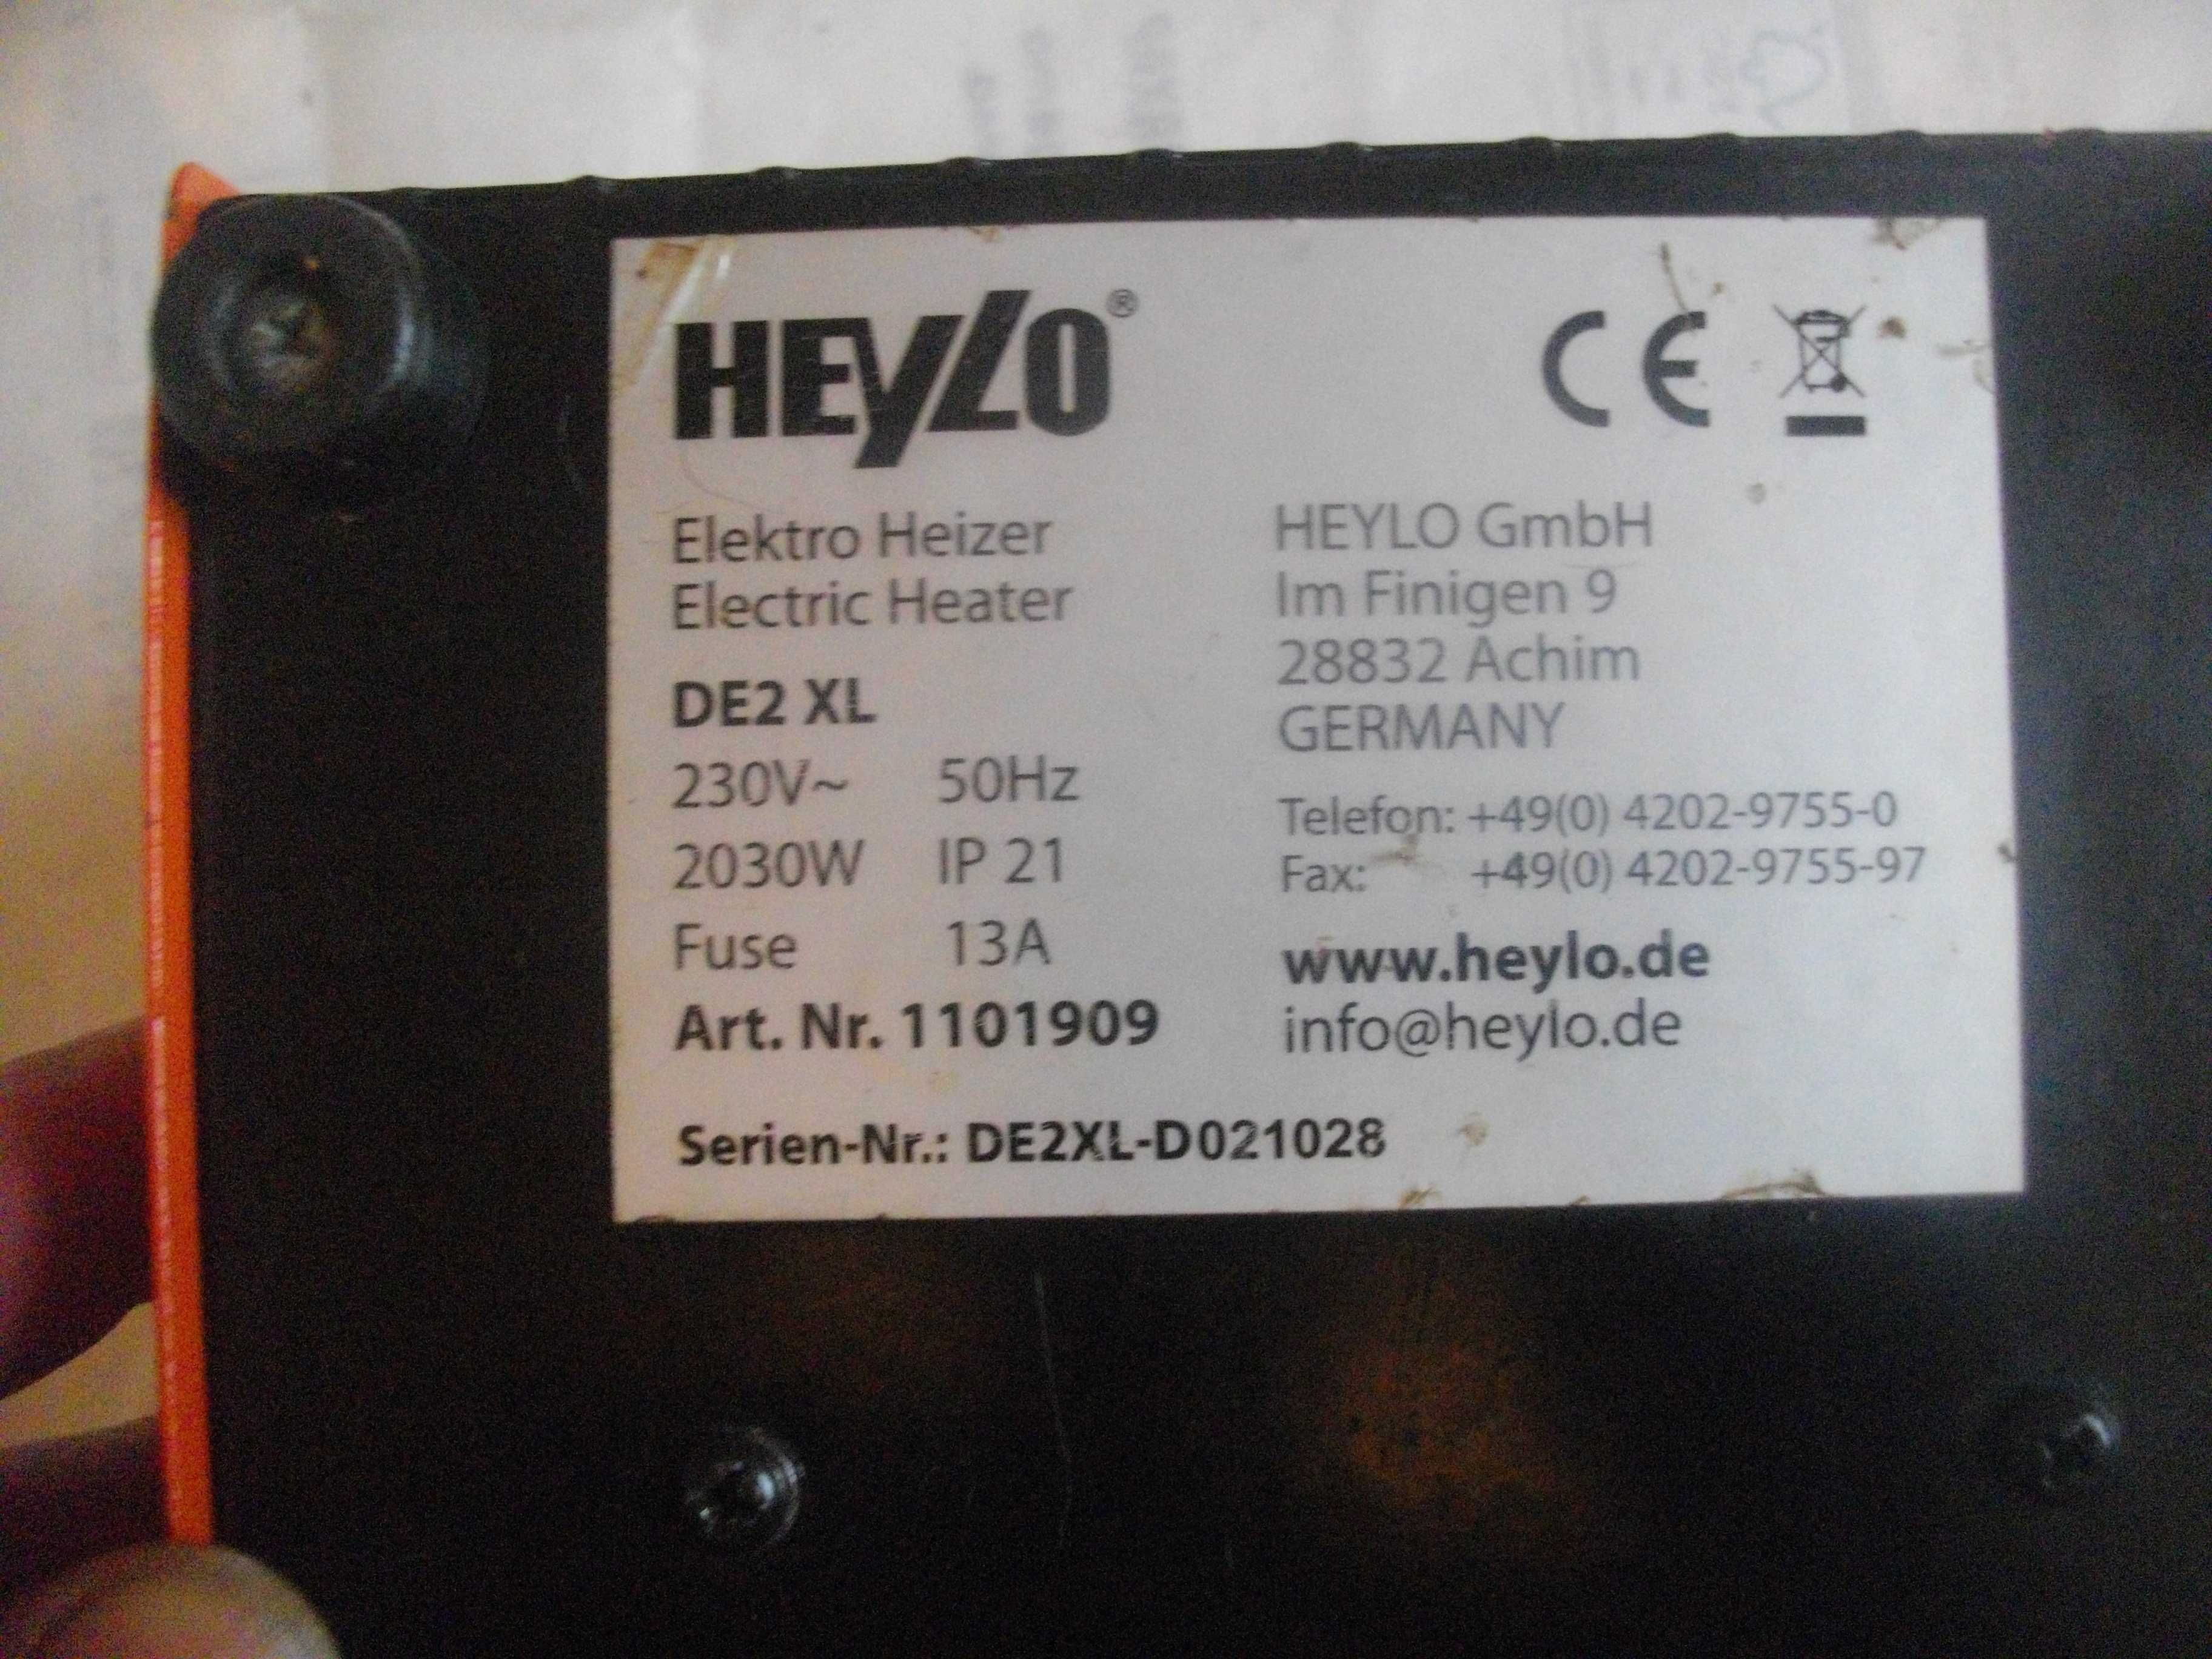 HEYLO®
CE
Elektro Heizer
Electric Heater
DE2 XL
230V~ 50Hz
2030W IP 21
Fuse 13A
Art. Nr. 1101909
HEYLO GmbH
Im Finigen 9
28832 Achim
GERMANY
Telefon: +49(0) 4202-9755-0
Fax: +49(0) 4202-9755-97
www.heylo.de
info@heylo.de
Serien-Nr.: DE2XL-D021028